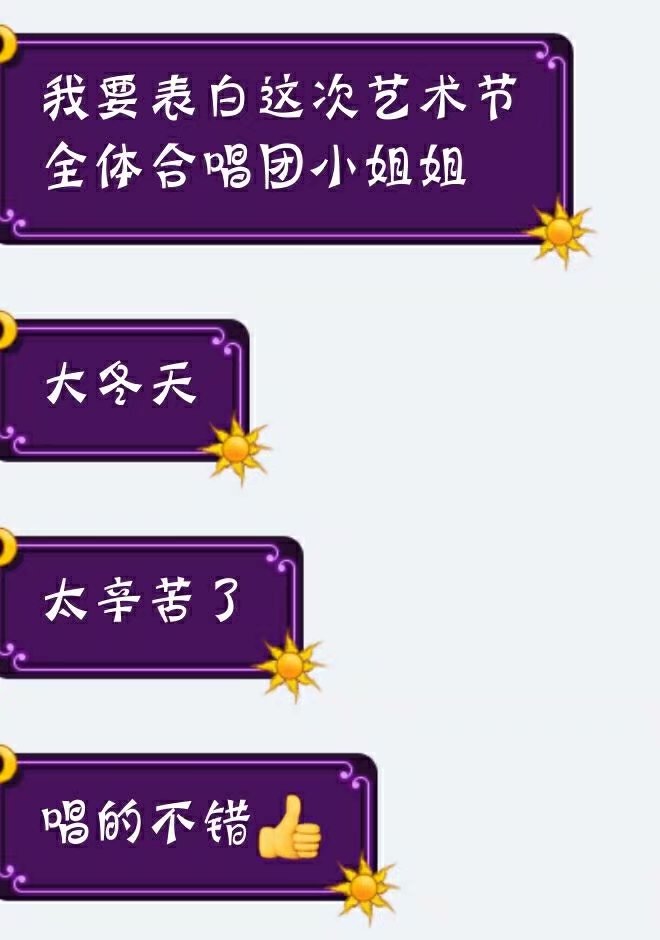 我要表白这次艺术节
全体合唱团小姐姐
大冬天
太辛苦了
唱的不错👍